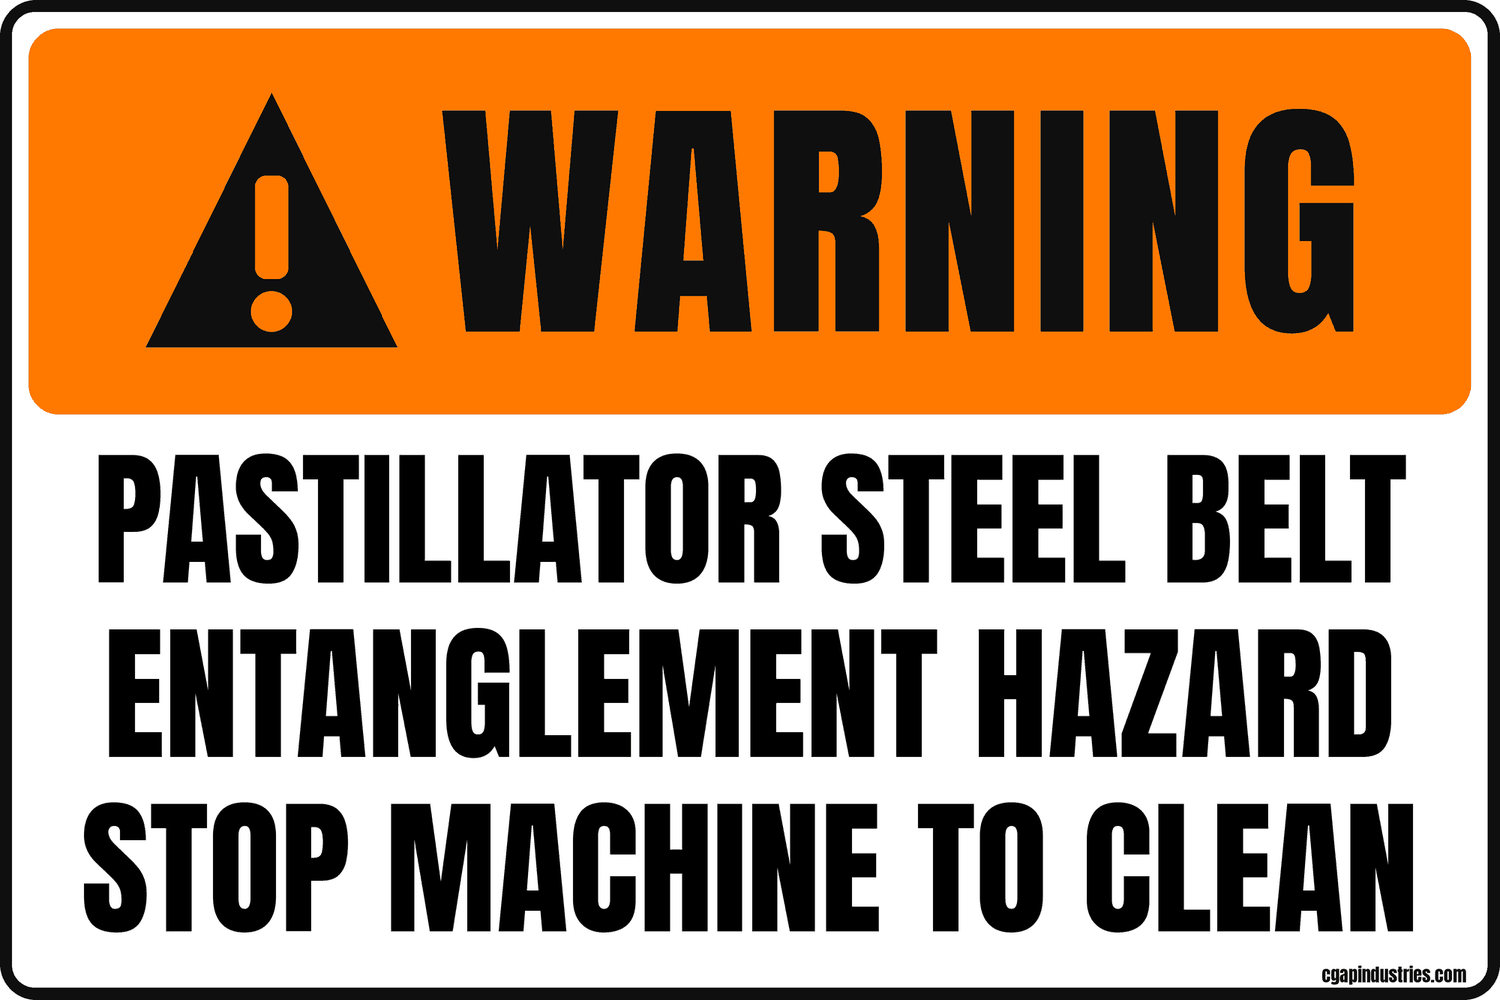 WARNING
PASTILLATOR STEEL BELT
ENTANGLEMENT HAZARD
STOP MACHINE TO CLEAN
cgapindustries.com